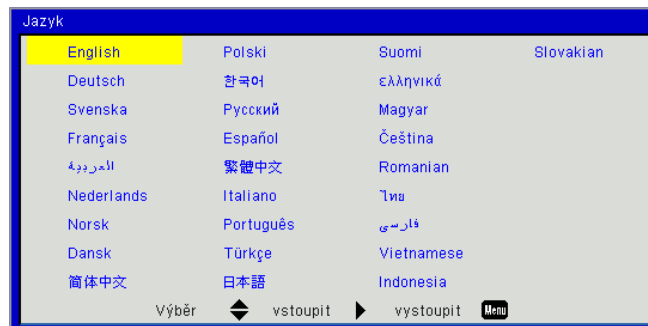 Jazyk
English Polski Suomi Slovakian
Deutsch 한국어 ελληνικά
Svenska Русский Magyar
Français Español Čeština
العربية 繁體中文 Romanian
Nederlands Italiano ไทย
Norsk Português فارسی
Dansk Türkçe Vietnamese
简体中文 日本語 Indonesia
Výběr vstoupit vystoupit Menu